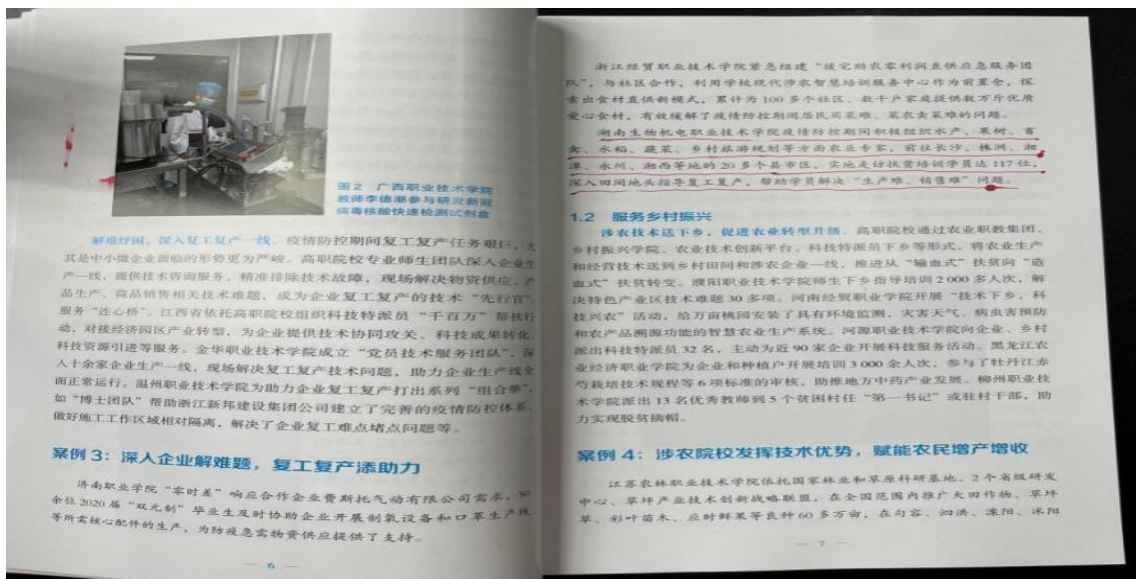 图2 广西职业技术学院
教师李德潮参与研发新冠
病毒核酸快速检测试剂盒
解难纾困，深入复工复产一线。疫情防控期间复工复产任务艰巨，尤
其是中小微企业面临的形势更为严峻。高职院校专业师生团队深入企业生
产一线，提供技术咨询服务，精准排除技术故障，现场解决物资供应、产
品生产、商品销售相关技术难题，成为企业复工复产的技术“先行官”、
服务“连心桥”。江西省依托高职院校组织科技特派员“千百万”帮扶行
动，对接经济园区产业转型，为企业提供技术协同攻关、科技成果转化、
科技资源引进等服务。金华职业技术学院成立“党员技术服务团队”，深
入十余家企业生产一线，现场解决复工复产技术问题，助力企业生产线全
面正常运行。温州职业技术学院为助力企业复工复产打出系列“组合拳”，
如“博士团队”帮助浙江新邦建设集团公司建立了完善的疫情防控体系，
做好施工工作区域相对隔离，解决了企业复工难点堵点问题等。
案例3：深入企业解难题，复工复产添助力
济南职业学院“零时差”响应合作企业费斯托气动有限公司需求，50
余位2020届“双元制”毕业生及时协助企业开展制氧设备和口罩生产线
等所需核心配件的生产，为防疫急需物资供应提供了支持。
— 6 —
浙江经贸职业技术学院紧急组建“援宅助农零利润直供应急服务团
队”，与社区合作，利用学校现代涉农智慧培训服务中心作为前置仓，探
索出食材直供新模式，累计为100多个社区、数千户家庭提供数万斤优质
爱心食材，有效缓解了疫情防控期间居民买菜难、菜农卖菜难的问题。
湖南生物机电职业技术学院疫情防控期间积极组织水产、果树、畜
禽、水稻、蔬菜、乡村旅游规划等方面农业专家，前往长沙、株洲、湘
潭、永州、湘西等地的20多个县市区，实地走访扶贫培训学员达117位，
深入田间地头指导复工复产，帮助学员解决“生产难、销售难”问题。
1.2 服务乡村振兴
涉农技术送下乡，促进农业转型升级。高职院校通过农业职教集团、
乡村振兴学院、农业技术创新平台、科技特派员下乡等形式，将农业生产
和经营技术送到乡村田间和涉农企业一线，推进从“输血式”扶贫向“造
血式”扶贫转变。濮阳职业技术学院师生下乡指导培训2 000多人次，解
决特色产业区技术难题30多项。河南经贸职业学院开展“技术下乡，科
技兴农”活动，给万亩桃园安装了具有环境监测，灾害天气、病虫害预防
和农产品溯源功能的智慧农业生产系统。河源职业技术学院向企业、乡村
派出科技特派员32名，主动为近90家企业开展科技服务活动。黑龙江农
业经济职业学院为企业和种植户开展培训3 000余人次，参与了牡丹江赤
芍栽培技术规程等6项标准的审核，助推地方中药产业发展。柳州职业技
术学院派出13名优秀教师到5个贫困村任“第一书记”或驻村干部，助
力实现脱贫摘帽。
案例4：涉农院校发挥技术优势，赋能农民增产增收
江苏农林职业技术学院依托国家林业和草原科研基地、2个省级研发
中心、草坪产业技术创新战略联盟，在全国范围内推广大田作物、草坪
草、彩叶苗木、应时鲜果等良种60多万亩，在句容、泗洪、溧阳、沭阳
— 7 —